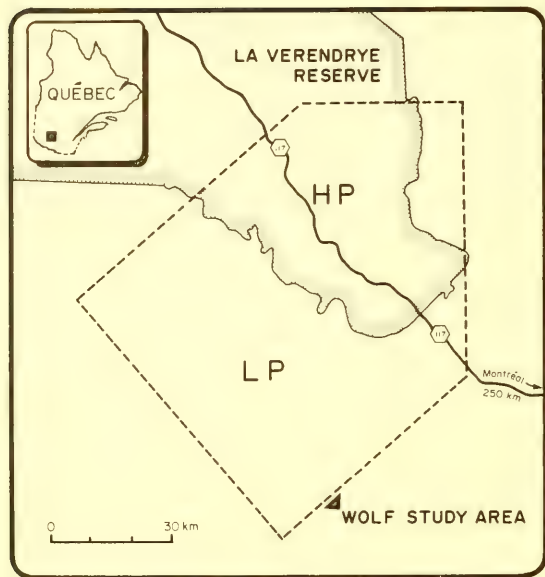 LA VERENDRYE
RESERVE
QUÉBEC
117
HP
117
LP
Montréal
250 km
WOLF STUDY AREA
0 30 km